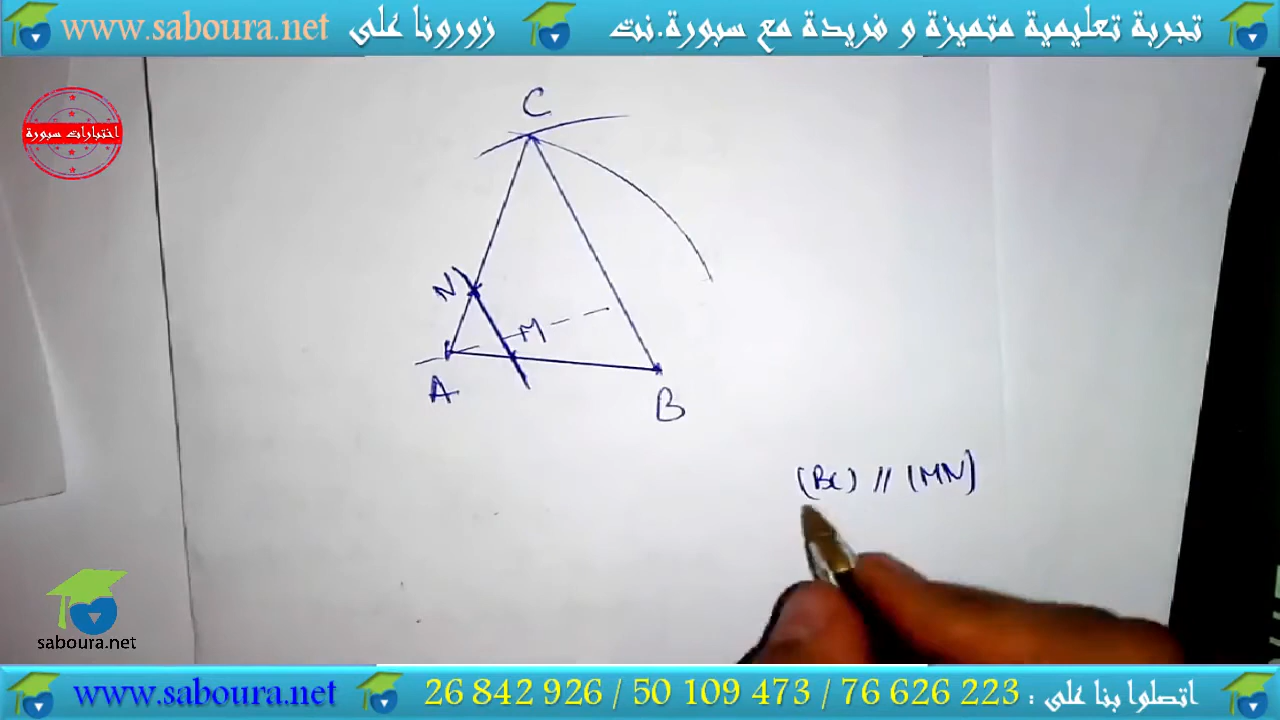 تجربة تعليمية متميزة و فريدة مع سبورة.نت زورونا على www.saboura.net
اختبارات سبورة
C
N
M
A
B
(BC) // (MN)
saboura.net
www.saboura.net 26 842 926 / 50 109 473 / 76 626 223 : اتصلوا بنا على